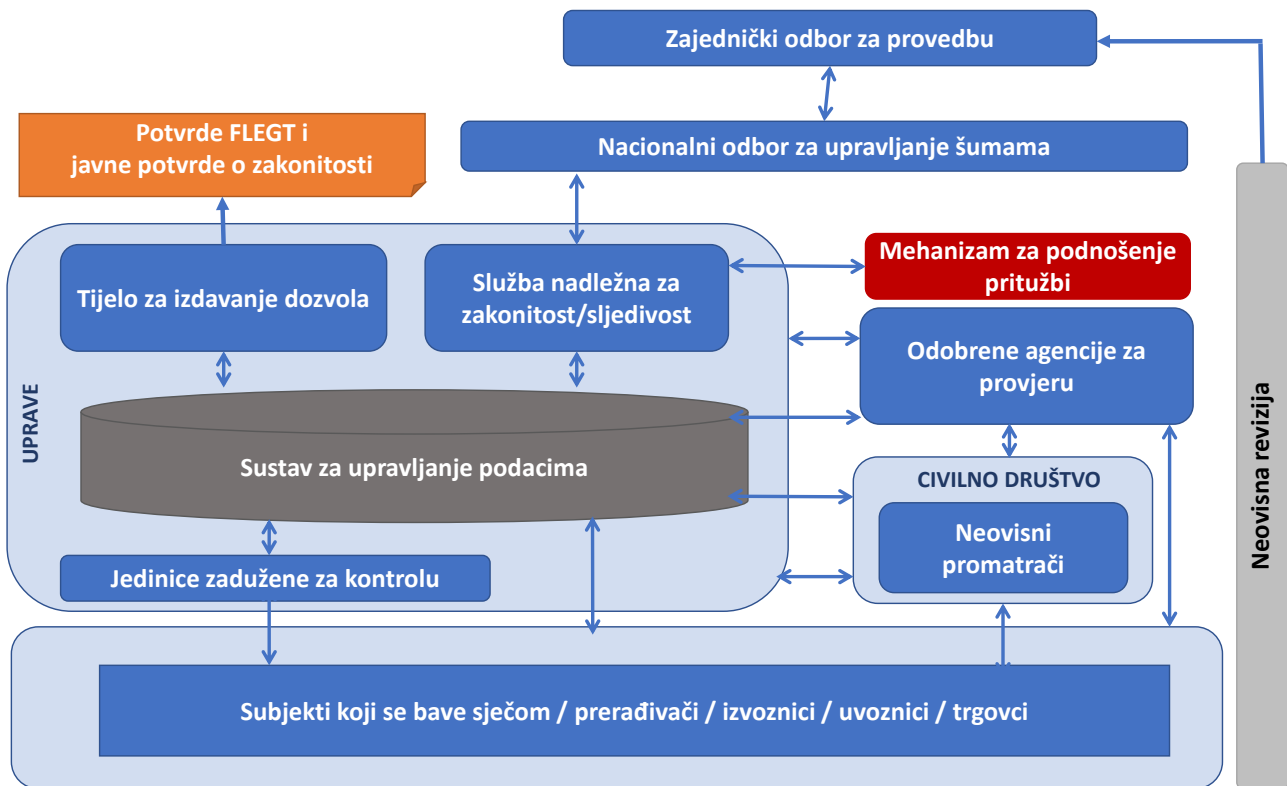 Zajednički odbor za provedbu
Potvrde FLEGT i
javne potvrde o zakonitosti
Nacionalni odbor za upravljanje šumama
Tijelo za izdavanje dozvola
Služba nadležna za
zakonitost/sljedivost
Mehanizam za podnošenje
pritužbi
Odobrene agencije za
provjeru
UPRAVE
Sustav za upravljanje podacima
CIVILNO DRUŠTVO
Neovisni
promatrači
Jedinice zadužene za kontrolu
Subjekti koji se bave sječom / prerađivači / izvoznici / uvoznici / trgovci
Neovisna revizija